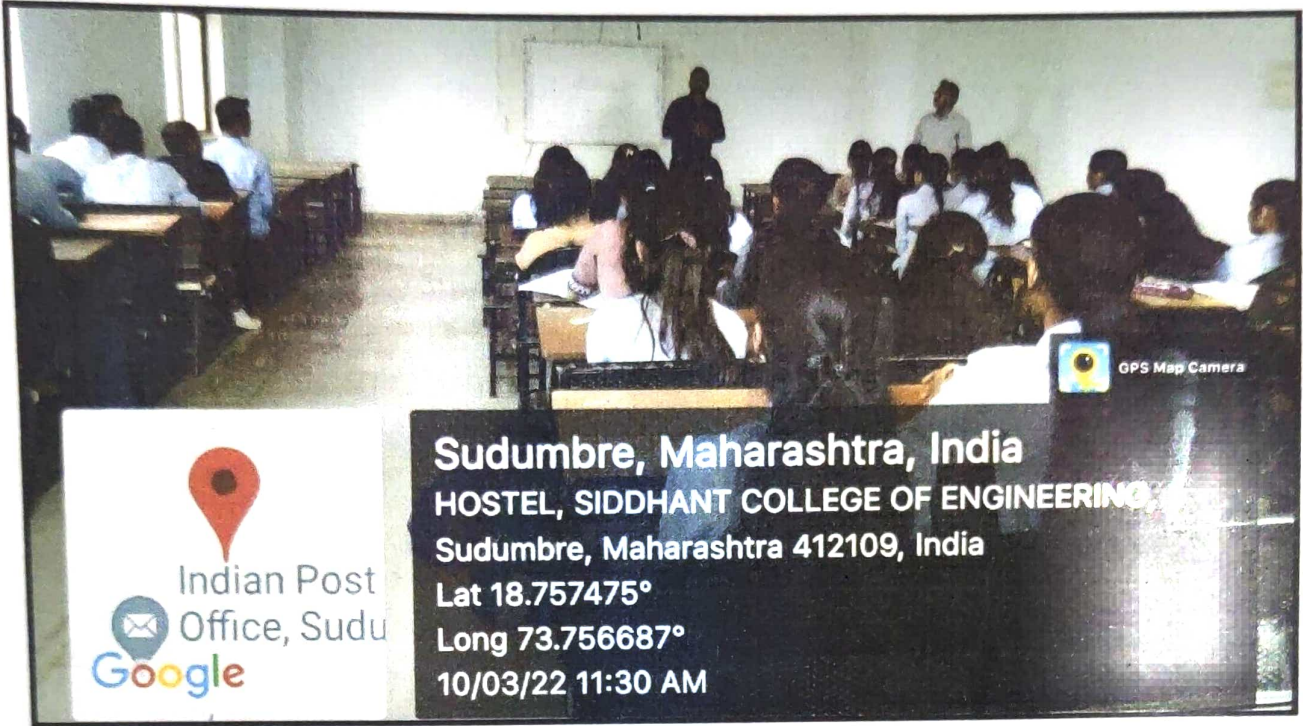 GPS Map Camera
Sudumbre, Maharashtra, India
HOSTEL, SIDDHANT COLLEGE OF ENGINEERING,
Sudumbre, Maharashtra 412109, India
Lat 18.757475°
Long 73.756687°
10/03/22 11:30 AM
Indian Post
Office, Sudu
Google